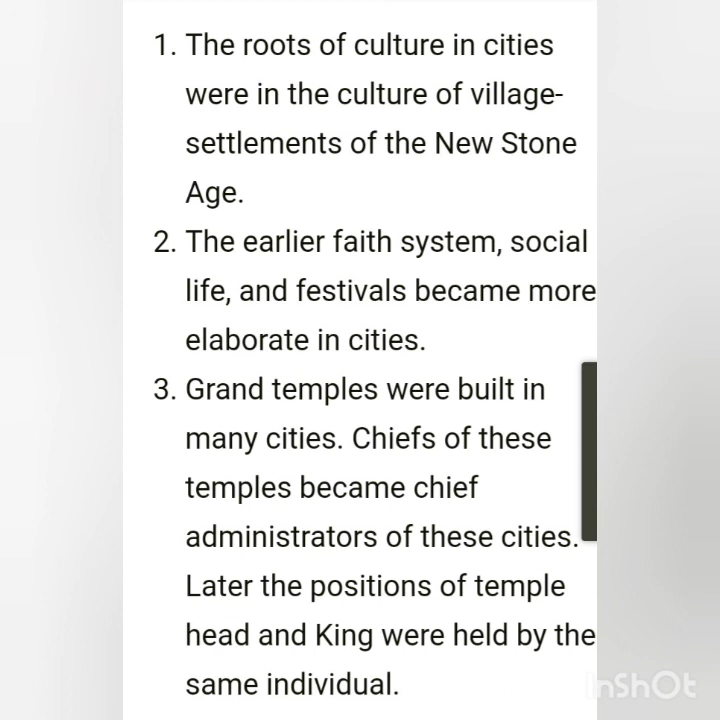 1. The roots of culture in cities
were in the culture of village-
settlements of the New Stone
Age.
2. The earlier faith system, social
life, and festivals became more
elaborate in cities.
3. Grand temples were built in
many cities. Chiefs of these
temples became chief
administrators of these cities.
Later the positions of temple
head and King were held by the
same individual.
InShOt